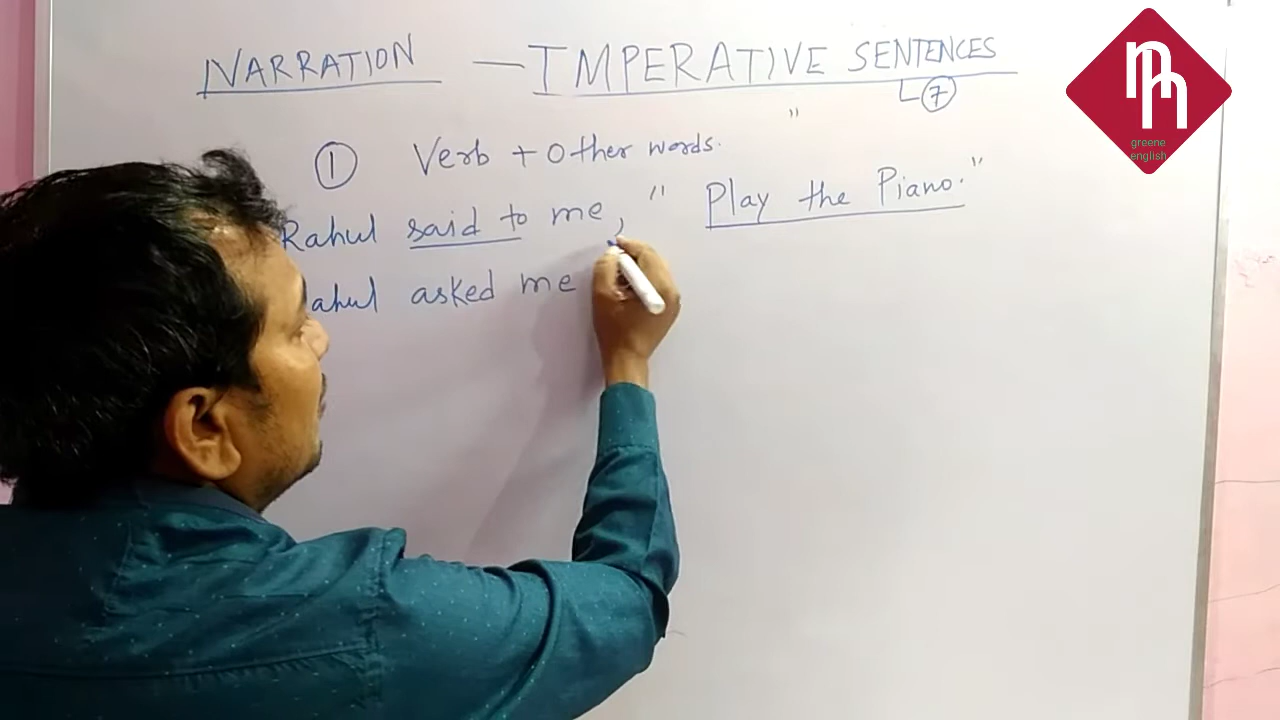 NARRATION — IMPERATIVE SENTENCES
7
"
① Verb + Other words.
Rahul said to me, " Play the Piano."
ahul asked me
greene
english